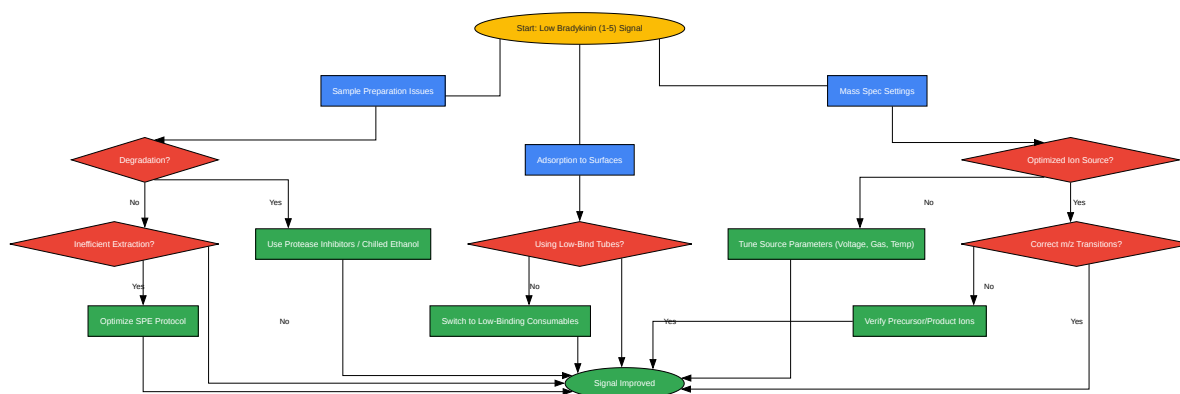 Start: Low Bradykinin (1-5) Signal
Sample Preparation Issues
Mass Spec Settings
Degradation?
Adsorption to Surfaces
Optimized Ion Source?
No
Yes
No
Yes
Inefficient Extraction?
Use Protease Inhibitors / Chilled Ethanol
Using Low-Bind Tubes?
Tune Source Parameters (Voltage, Gas, Temp)
Correct m/z Transitions?
Yes
No
No
Optimize SPE Protocol
No
Switch to Low-Binding Consumables
Yes
Verify Precursor/Product Ions
Yes
Signal Improved